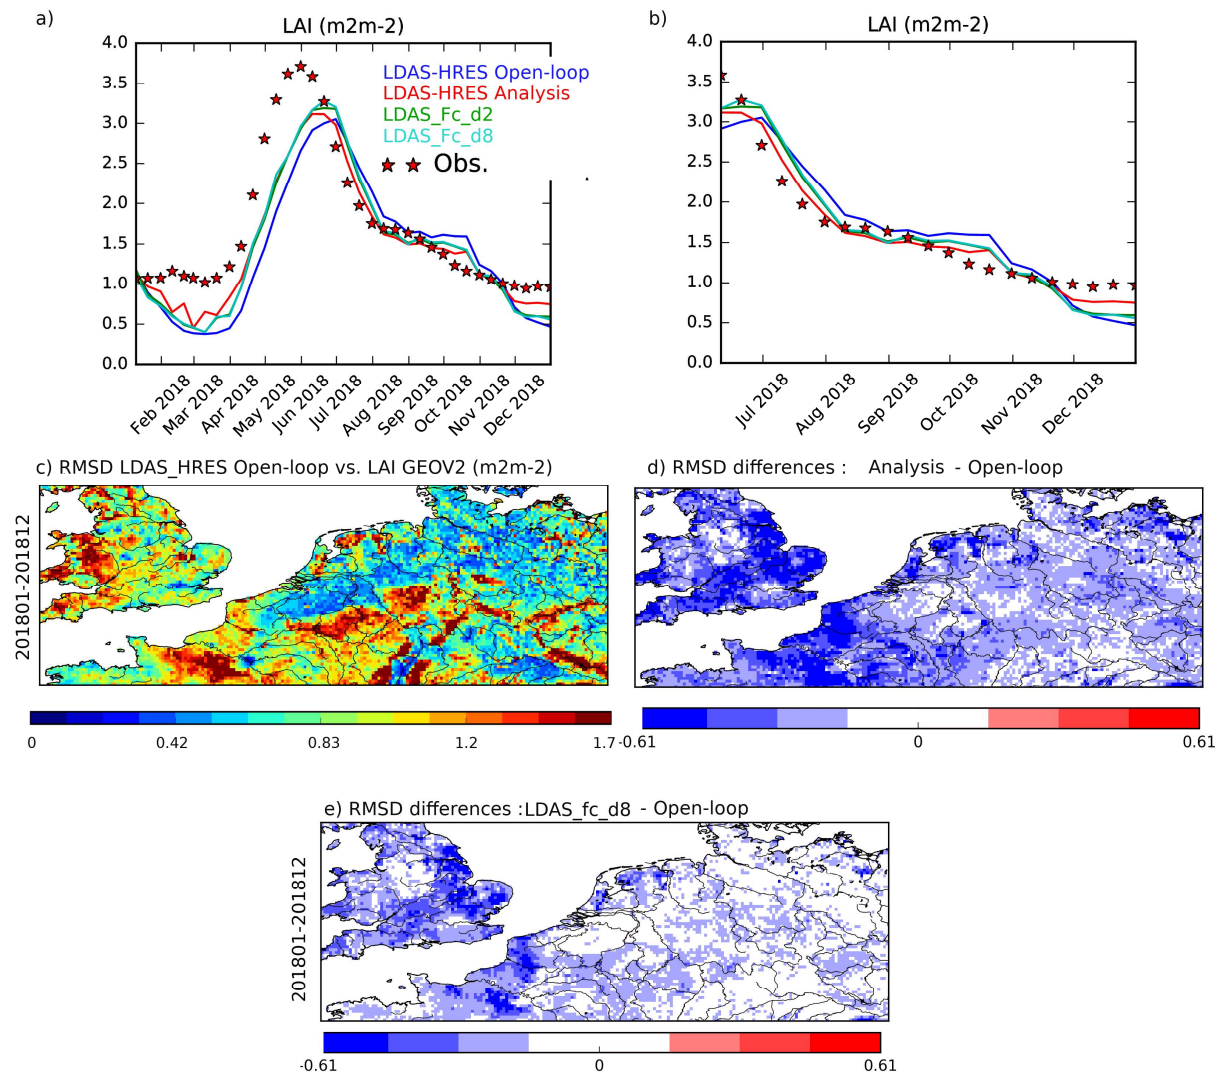 a)
LAI (m2m-2)
4.0
3.5
3.0
2.5
2.0
1.5
1.0
0.5
0.0
LDAS-HRES Open-loop
LDAS-HRES Analysis
LDAS_Fc_d2
LDAS_Fc_d8
Obs.
Feb 2018
Mar 2018
Apr 2018
May 2018
Jun 2018
Jul 2018
Aug 2018
Sep 2018
Oct 2018
Nov 2018
Dec 2018
b)
LAI (m2m-2)
4.0
3.5
3.0
2.5
2.0
1.5
1.0
0.5
0.0
Jul 2018
Aug 2018
Sep 2018
Oct 2018
Nov 2018
Dec 2018
c) RMSD LDAS_HRES Open-loop vs. LAI GEOV2 (m2m-2)
201801-201812
0 0.42 0.83 1.2 1.7
d) RMSD differences : Analysis - Open-loop
-0.61 0 0.61
e) RMSD differences :LDAS_fc_d8 - Open-loop
201801-201812
-0.61 0 0.61